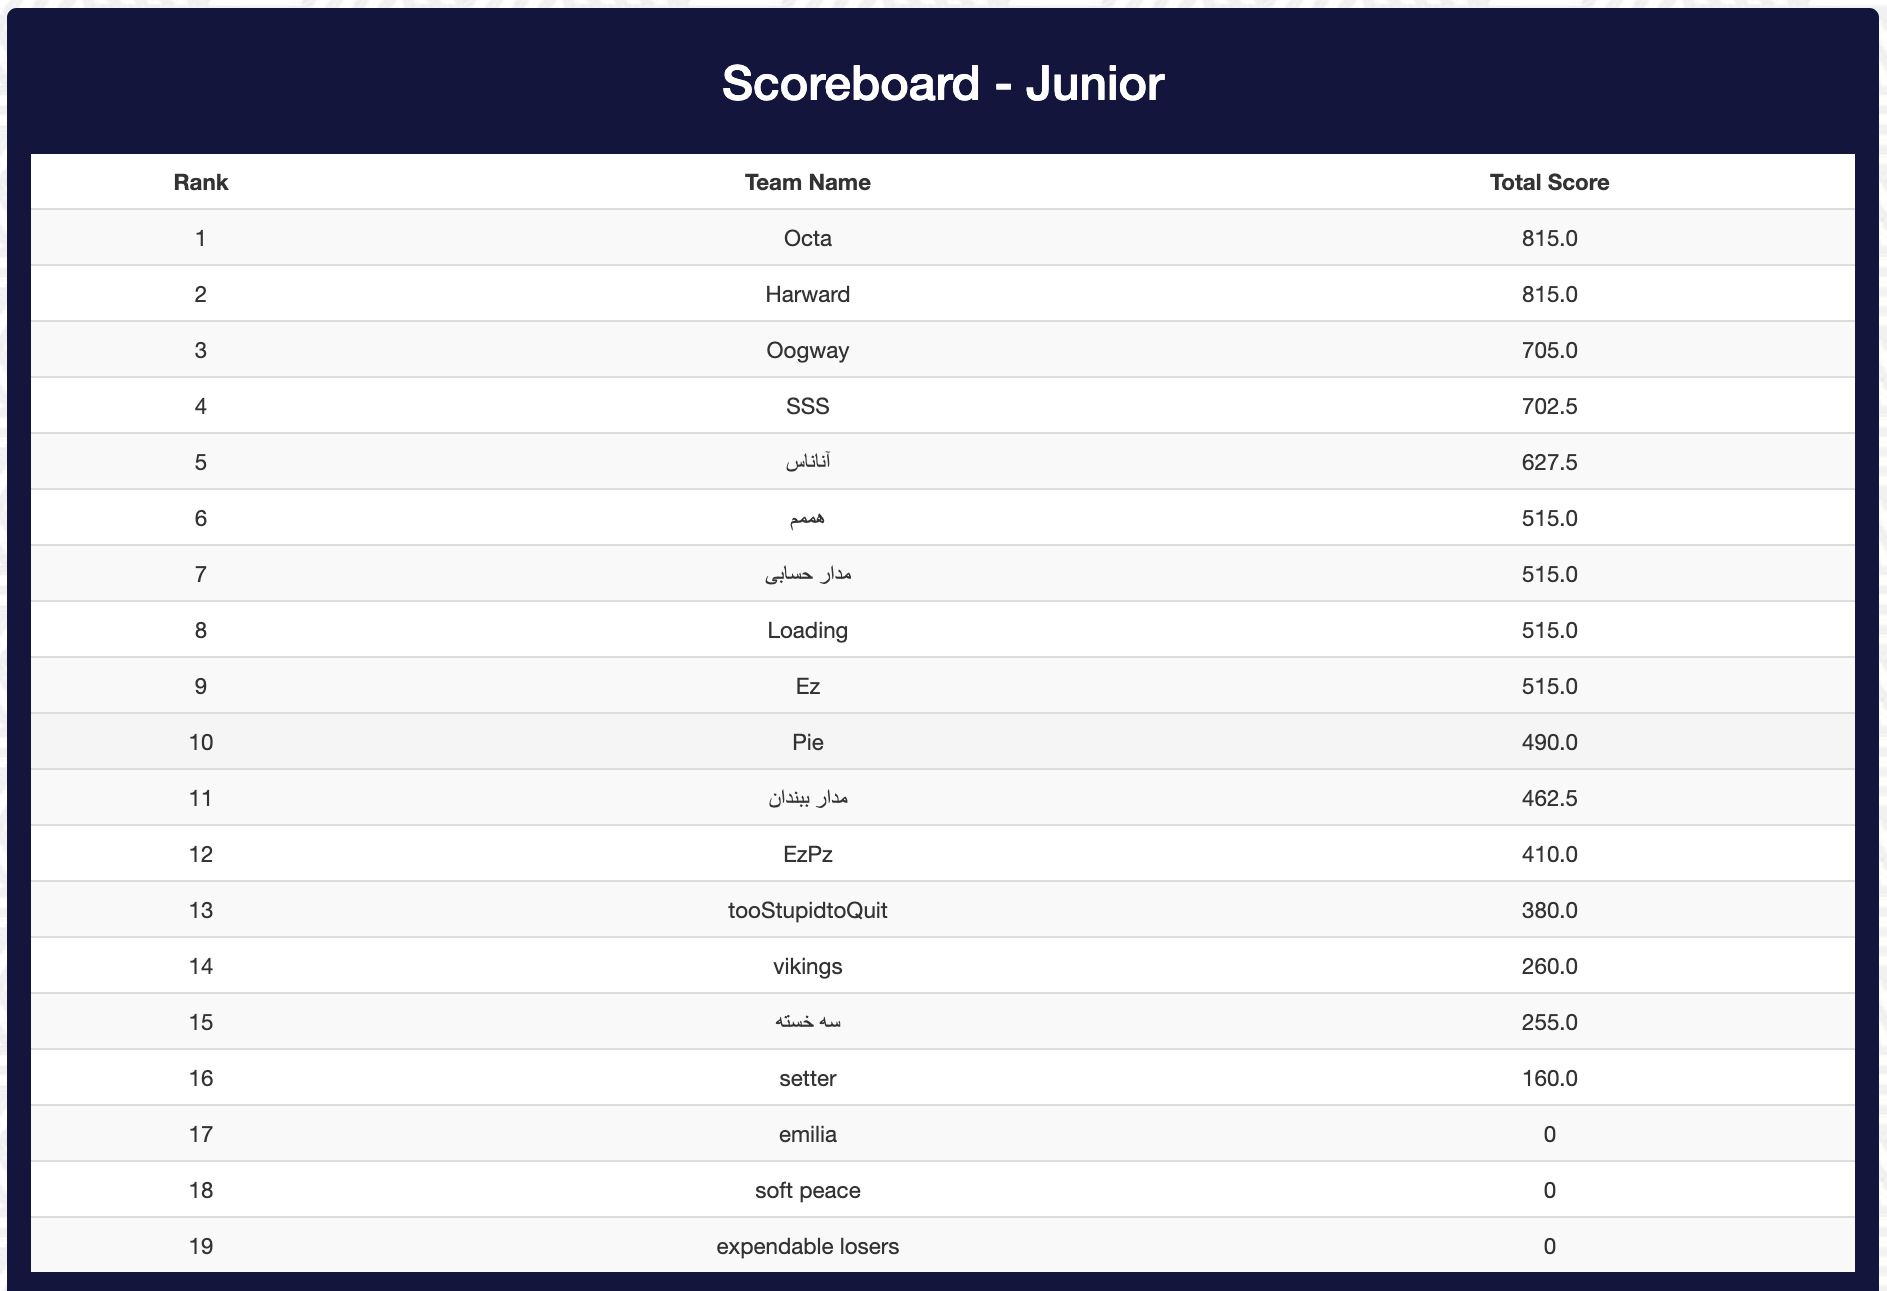 Scoreboard - Junior
Rank Team Name Total Score
1 Octa 815.0
2 Harward 815.0
3 Oogway 705.0
4 SSS 702.5
5 آناناس 627.5
6 هممم 515.0
7 مدار حسابی 515.0
8 Loading 515.0
9 Ez 515.0
10 Pie 490.0
11 مدار ببندان 462.5
12 EzPz 410.0
13 tooStupidtoQuit 380.0
14 vikings 260.0
15 سه خسته 255.0
16 setter 160.0
17 emilia 0
18 soft peace 0
19 expendable losers 0